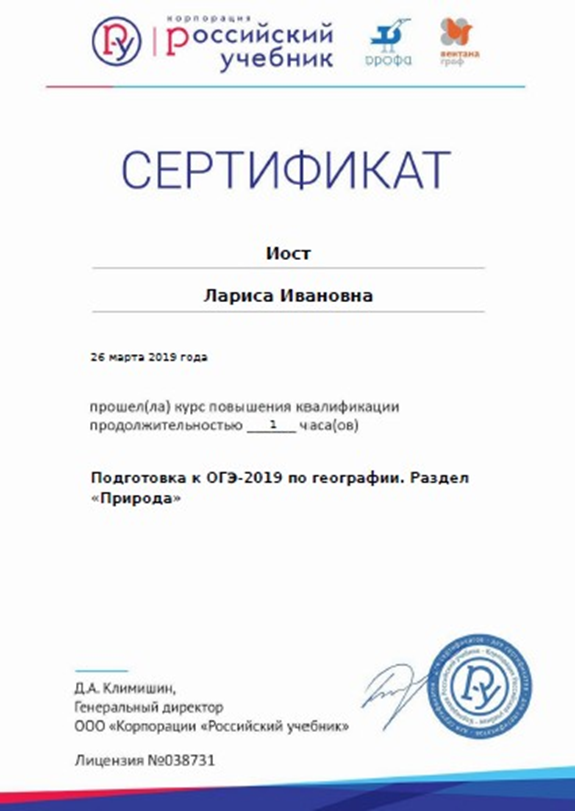 корпорация
российский
учебник
дрофа
вентана
граф
СЕРТИФИКАТ
Иост
Лариса Ивановна
26 марта 2019 года
прошел(ла) курс повышения квалификации
продолжительностью 1 часа(ов)
Подготовка к ОГЭ-2019 по географии. Раздел
«Природа»
Д.А. Климишин,
Генеральный директор
ООО «Корпорации «Российский учебник»
Лицензия №038731